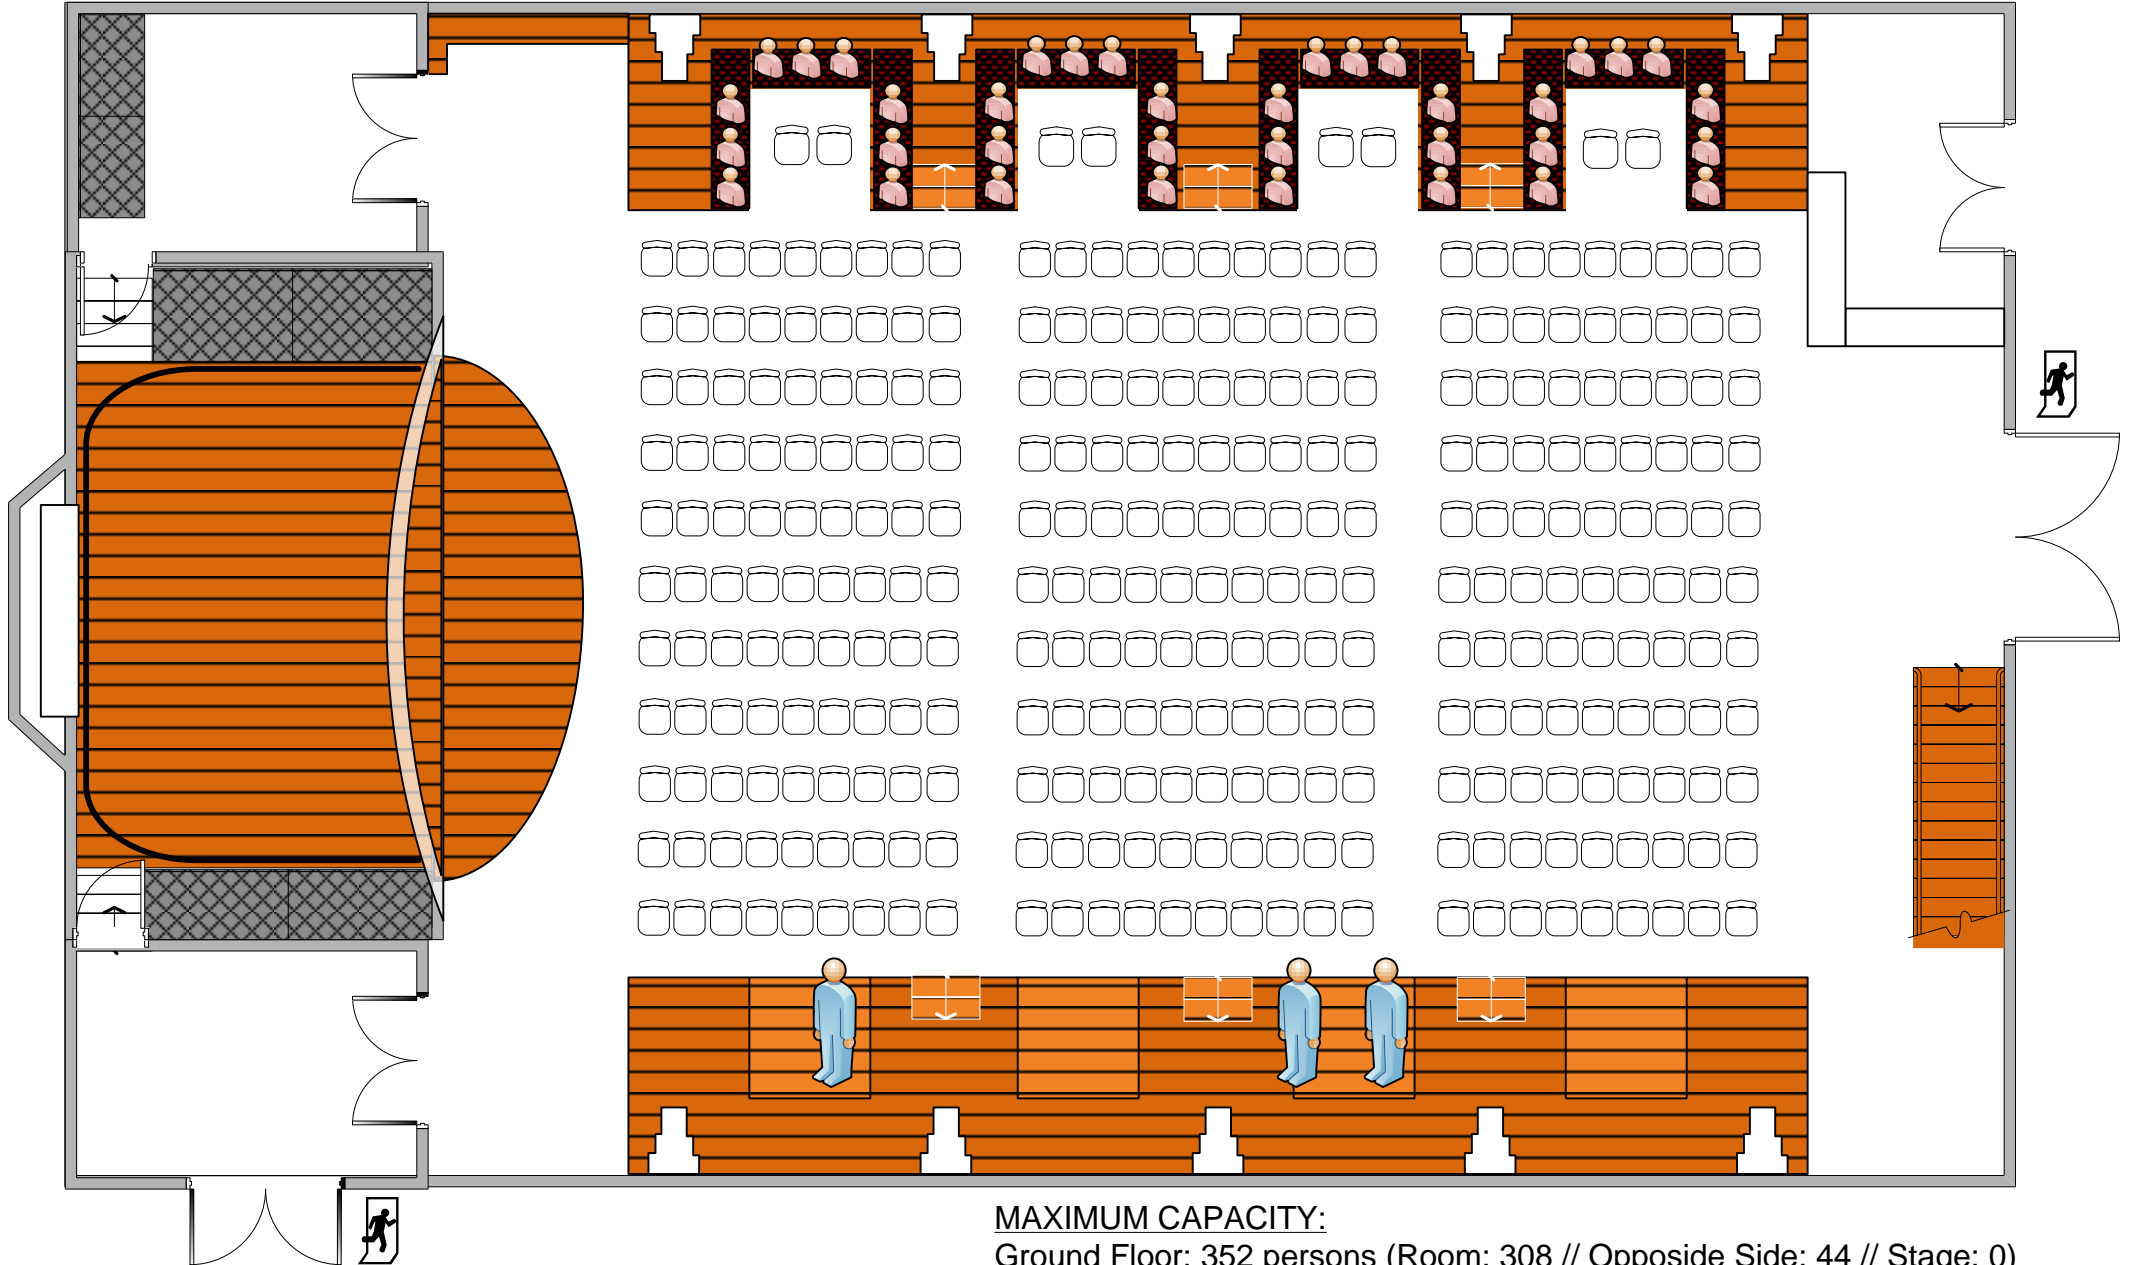 MAXIMUM CAPACITY:
Ground Floor: 352 persons (Room: 308 // Opposide Side: 44 // Stage: 0)